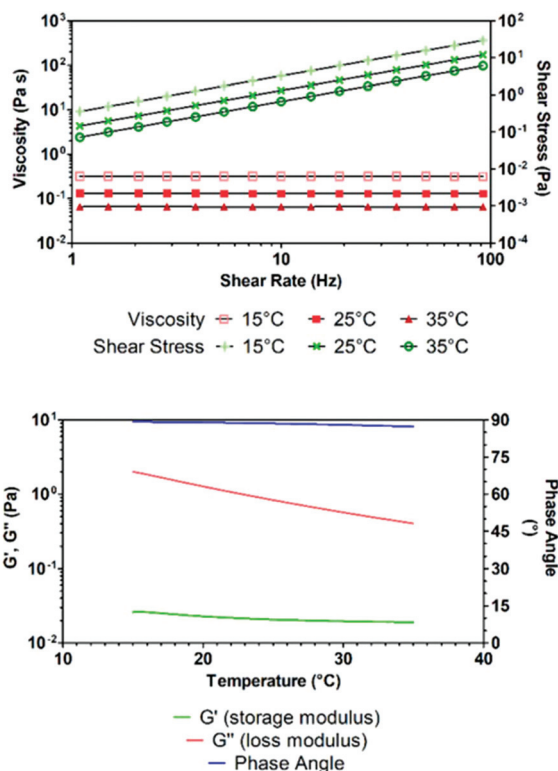 Viscosity (Pa s)
10³
10²
10¹
10⁰
10⁻¹
10⁻²
10²
10¹
10⁰
10⁻¹
10⁻²
10⁻³
10⁻⁴
Shear Stress (Pa)
1 10 100
Shear Rate (Hz)
Viscosity 15°C 25°C 35°C
Shear Stress 15°C 25°C 35°C
G', G'' (Pa)
10¹
10⁰
10⁻¹
10⁻²
90
75
60
45
30
15
0
Phase Angle
(°)
10 20 30 40
Temperature (°C)
G' (storage modulus)
G'' (loss modulus)
Phase Angle